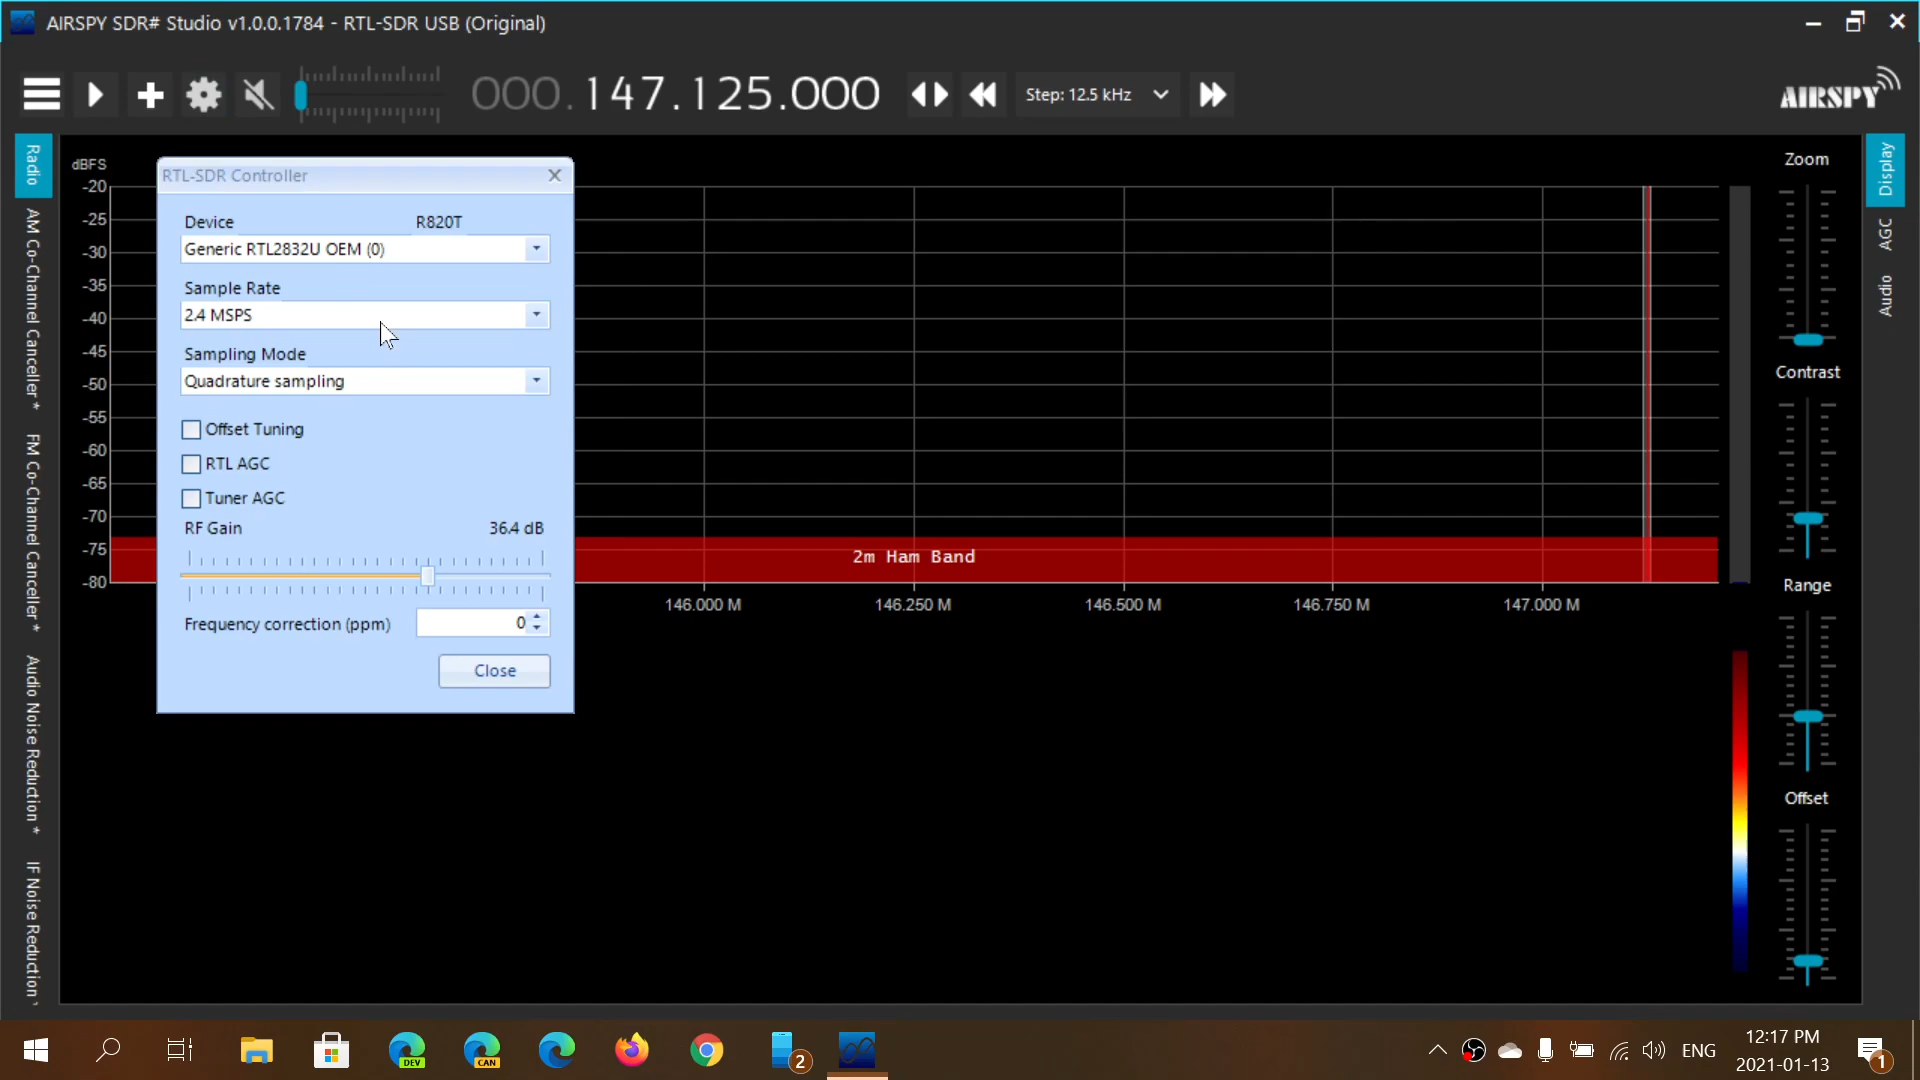 AIRSPY SDR# Studio v1.0.0.1784 - RTL-SDR USB (Original)
000.147.125.000
Step: 12.5 kHz
AIRSPY
Radio
AM Co-Channel Canceller *
FM Co-Channel Canceller *
Audio Noise Reduction *
IF Noise Reduction
dBFS
-20
-25
-30
-35
-40
-45
-50
-55
-60
-65
-70
-75
-80
RTL-SDR Controller
Device R820T
Generic RTL2832U OEM (0)
Sample Rate
2.4 MSPS
Sampling Mode
Quadrature sampling
Offset Tuning
RTL AGC
Tuner AGC
RF Gain 36.4 dB
Frequency correction (ppm) 0
Close
2m Ham Band
146.000 M 146.250 M 146.500 M 146.750 M 147.000 M
Zoom
Contrast
Range
Offset
Display
AGC
Audio
DEV
CAN
2
ENG
12:17 PM
2021-01-13
1